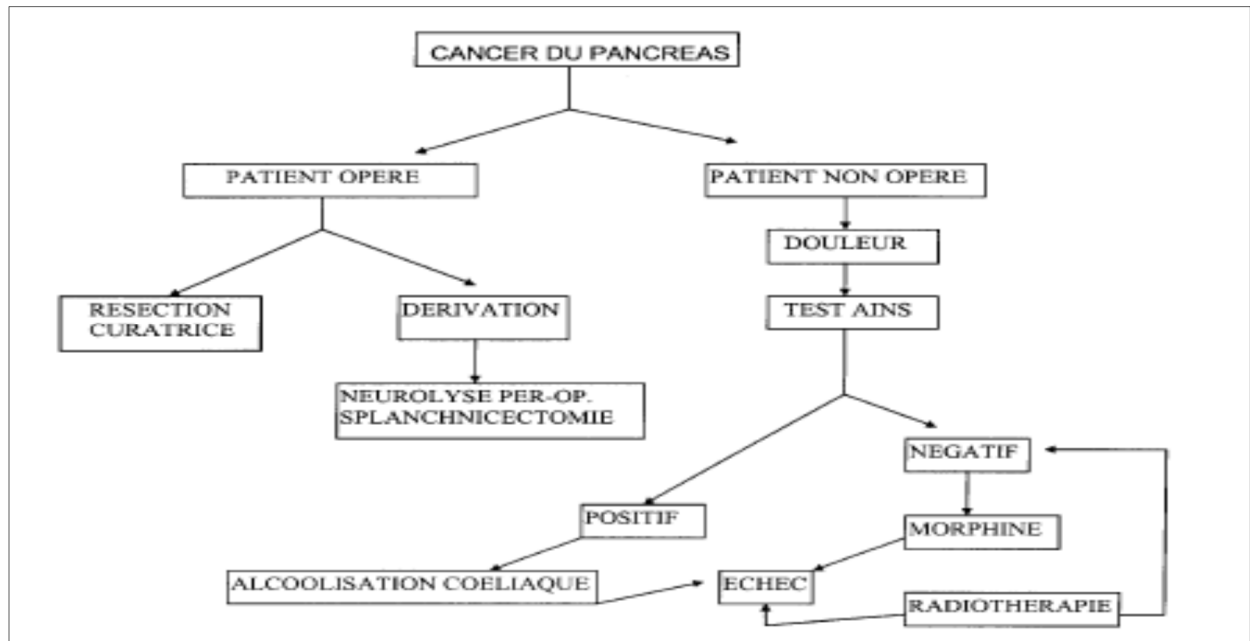 CANCER DU PANCREAS
PATIENT OPERE
PATIENT NON OPERE
DOULEUR
RESECTION
CURATRICE
DERIVATION
TEST AINS
NEUROLYSE PER-OP.
SPLANCHNICECTOMIE
NEGATIF
POSITIF
MORPHINE
ALCOOLISATION COELIAQUE
ECHEC
RADIOTHERAPIE